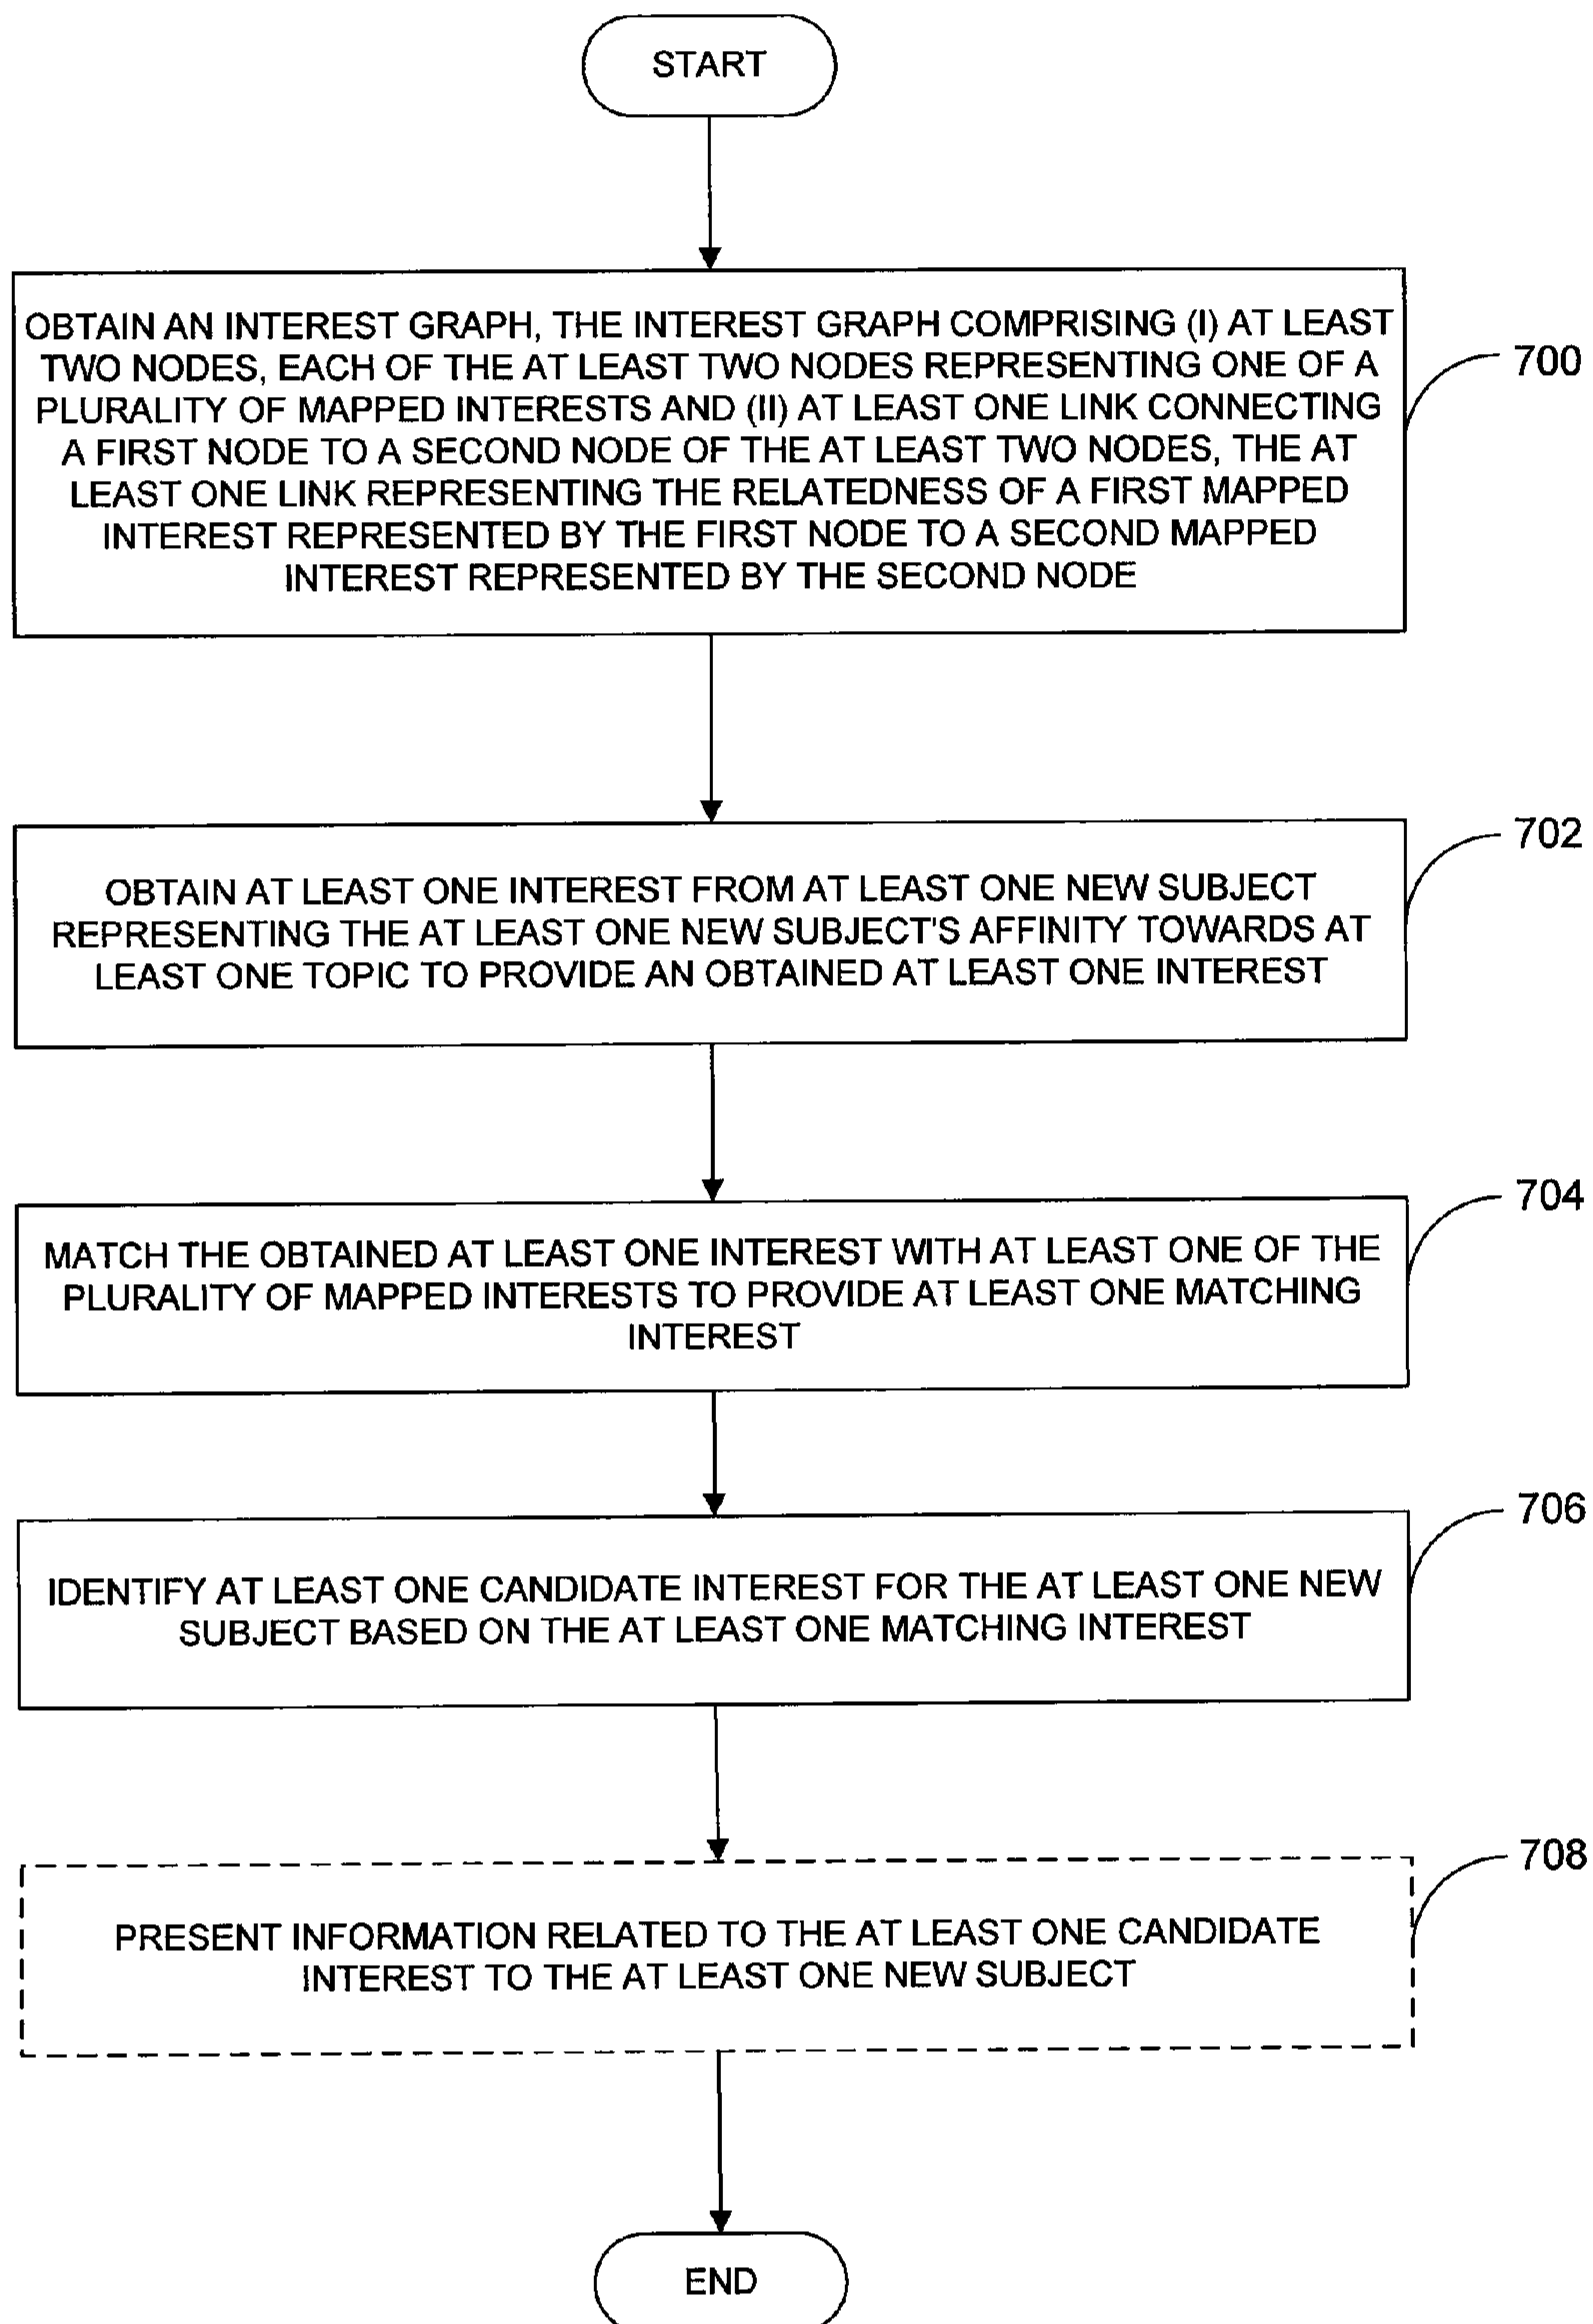 START
OBTAIN AN INTEREST GRAPH, THE INTEREST GRAPH COMPRISING (I) AT LEAST
TWO NODES, EACH OF THE AT LEAST TWO NODES REPRESENTING ONE OF A
PLURALITY OF MAPPED INTERESTS AND (II) AT LEAST ONE LINK CONNECTING
A FIRST NODE TO A SECOND NODE OF THE AT LEAST TWO NODES, THE AT
LEAST ONE LINK REPRESENTING THE RELATEDNESS OF A FIRST MAPPED
INTEREST REPRESENTED BY THE FIRST NODE TO A SECOND MAPPED
INTEREST REPRESENTED BY THE SECOND NODE
700
OBTAIN AT LEAST ONE INTEREST FROM AT LEAST ONE NEW SUBJECT
REPRESENTING THE AT LEAST ONE NEW SUBJECT'S AFFINITY TOWARDS AT
LEAST ONE TOPIC TO PROVIDE AN OBTAINED AT LEAST ONE INTEREST
702
MATCH THE OBTAINED AT LEAST ONE INTEREST WITH AT LEAST ONE OF THE
PLURALITY OF MAPPED INTERESTS TO PROVIDE AT LEAST ONE MATCHING
INTEREST
704
IDENTIFY AT LEAST ONE CANDIDATE INTEREST FOR THE AT LEAST ONE NEW
SUBJECT BASED ON THE AT LEAST ONE MATCHING INTEREST
706
PRESENT INFORMATION RELATED TO THE AT LEAST ONE CANDIDATE
INTEREST TO THE AT LEAST ONE NEW SUBJECT
708
END